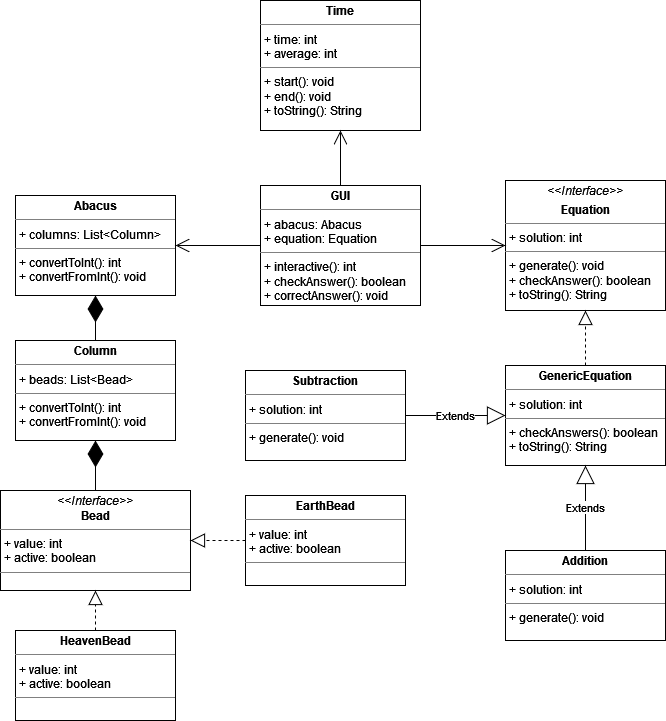 Time
+ time: int
+ average: int
+ start(): void
+ end(): void
+ toString(): String
Abacus
+ columns: List<Column>
+ convertToInt(): int
+ convertFromInt(): void
GUI
+ abacus: Abacus
+ equation: Equation
+ interactive(): int
+ checkAnswer(): boolean
+ correctAnswer(): void
<<Interface>>
Equation
+ solution: int
+ generate(): void
+ checkAnswer(): boolean
+ toString(): String
Column
+ beads: List<Bead>
+ convertToInt(): int
+ convertFromInt(): void
Subtraction
+ solution: int
+ generate(): void
Extends
GenericEquation
+ solution: int
+ checkAnswers(): boolean
+ toString(): String
Extends
<<Interface>>
Bead
+ value: int
+ active: boolean
EarthBead
+ value: int
+ active: boolean
Addition
+ solution: int
+ generate(): void
HeavenBead
+ value: int
+ active: boolean